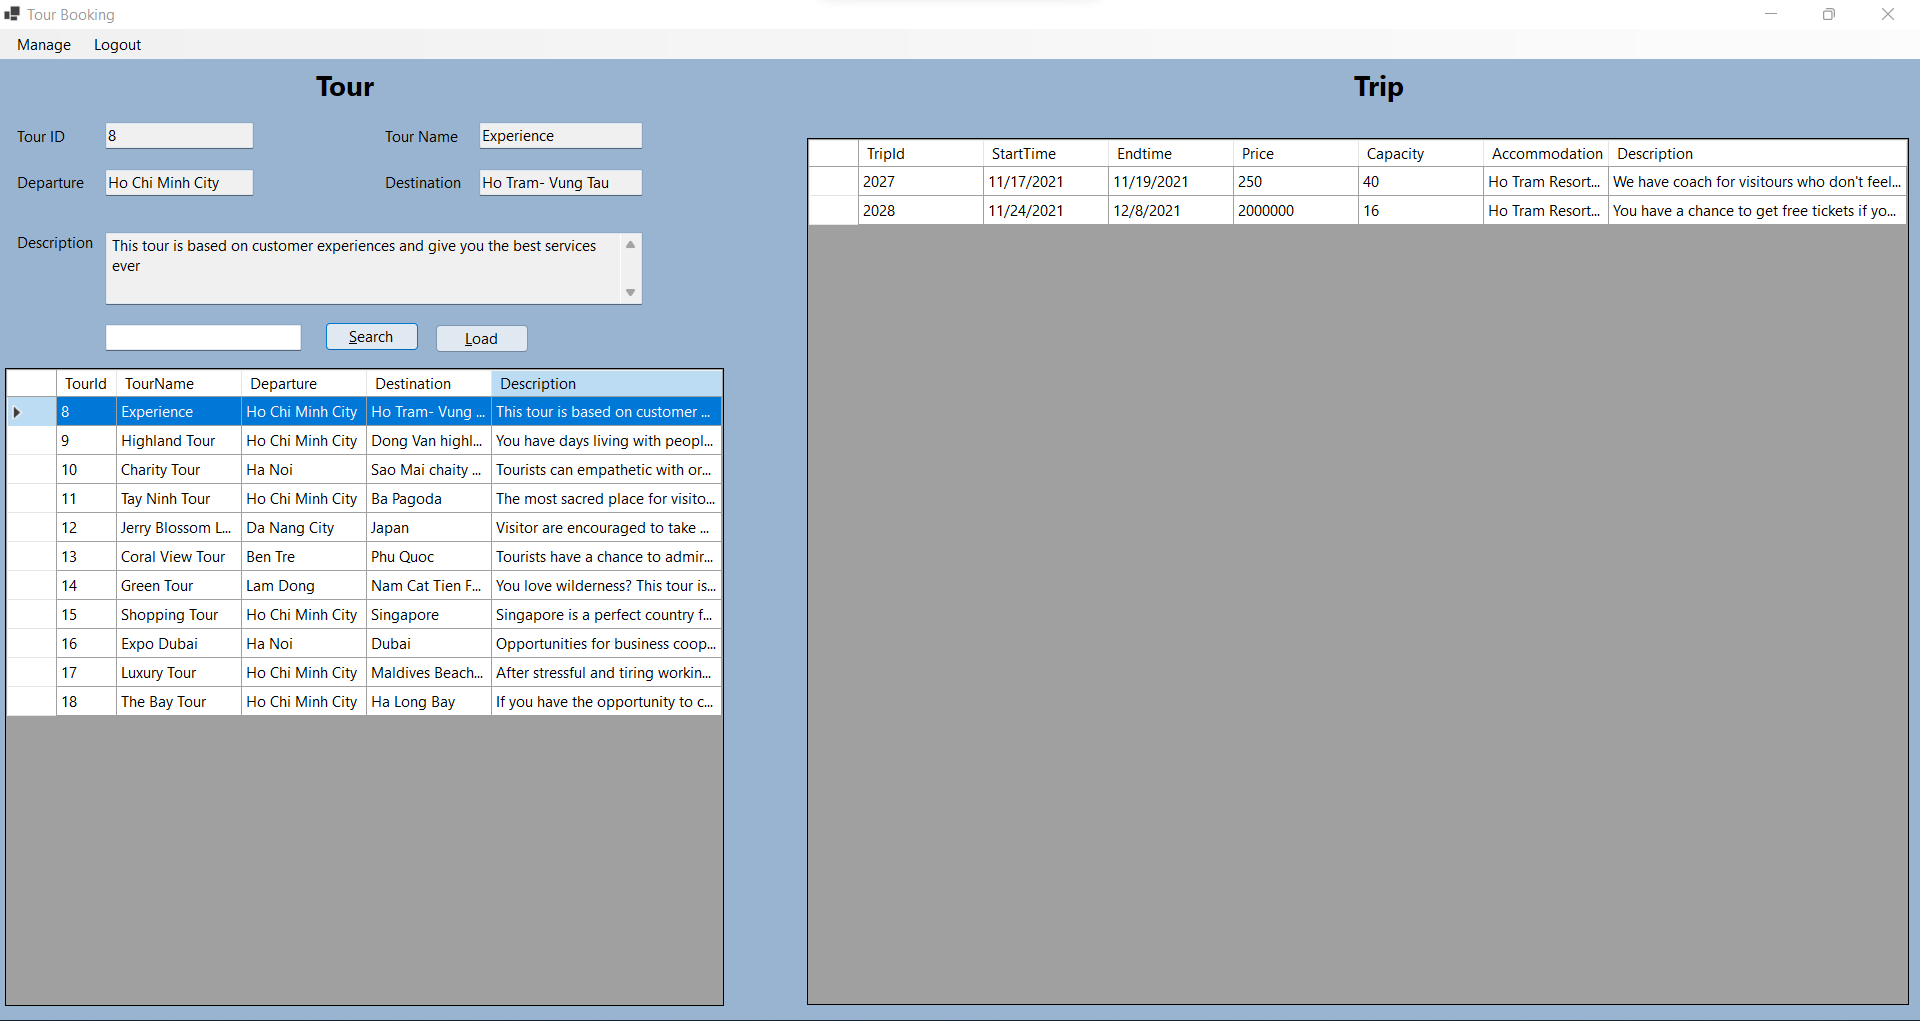 Tour Booking
Manage Logout
Tour
Tour ID 8 Tour Name Experience
Departure Ho Chi Minh City Destination Ho Tram- Vung Tau
Description This tour is based on customer experiences and give you the best services
ever
Search Load
TourId TourName Departure Destination Description
8 Experience Ho Chi Minh City Ho Tram- Vung ... This tour is based on customer ...
9 Highland Tour Ho Chi Minh City Dong Van highl... You have days living with peopl...
10 Charity Tour Ha Noi Sao Mai chaity ... Tourists can empathetic with or...
11 Tay Ninh Tour Ho Chi Minh City Ba Pagoda The most sacred place for visito...
12 Jerry Blossom L... Da Nang City Japan Visitor are encouraged to take ...
13 Coral View Tour Ben Tre Phu Quoc Tourists have a chance to admir...
14 Green Tour Lam Dong Nam Cat Tien F... You love wilderness? This tour is...
15 Shopping Tour Ho Chi Minh City Singapore Singapore is a perfect country f...
16 Expo Dubai Ha Noi Dubai Opportunities for business coop...
17 Luxury Tour Ho Chi Minh City Maldives Beach... After stressful and tiring workin...
18 The Bay Tour Ho Chi Minh City Ha Long Bay If you have the opportunity to c...
Trip
TripId StartTime Endtime Price Capacity Accommodation Description
2027 11/17/2021 11/19/2021 250 40 Ho Tram Resort... We have coach for visitours who don't feel...
2028 11/24/2021 12/8/2021 2000000 16 Ho Tram Resort... You have a chance to get free tickets if yo...